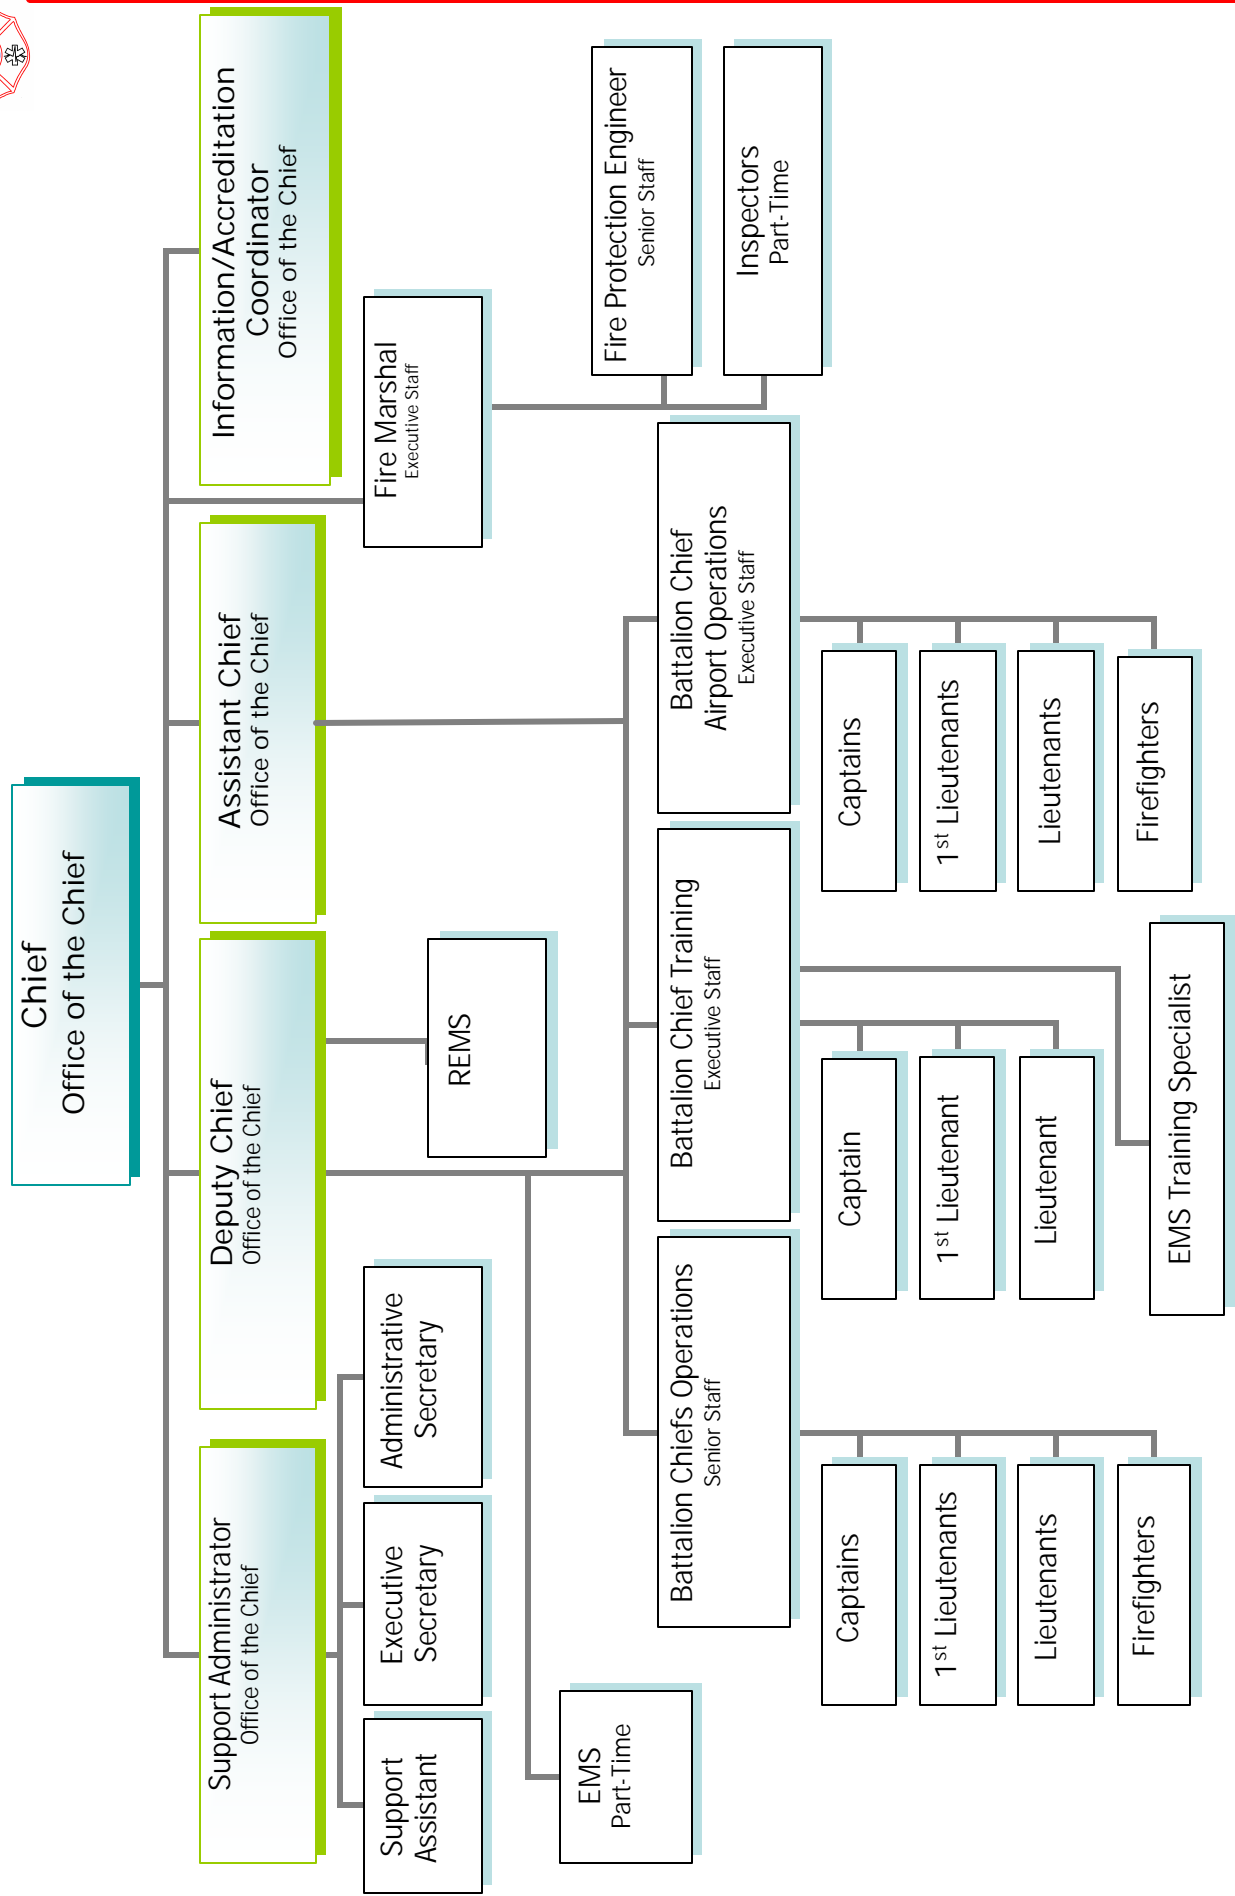 Chief
Office of the Chief
Support Administrator
Office of the Chief
Deputy Chief
Office of the Chief
Assistant Chief
Office of the Chief
Information/Accreditation
Coordinator
Office of the Chief
Support
Assistant
Executive
Secretary
Administrative
Secretary
REMS
Fire Marshal
Executive Staff
EMS
Part-Time
Fire Protection Engineer
Senior Staff
Inspectors
Part-Time
Battalion Chiefs Operations
Senior Staff
Battalion Chief Training
Executive Staff
Battalion Chief
Airport Operations
Executive Staff
Captains
1st Lieutenants
Lieutenants
Firefighters
Captain
1st Lieutenant
Lieutenant
EMS Training Specialist
Captains
1st Lieutenants
Lieutenants
Firefighters